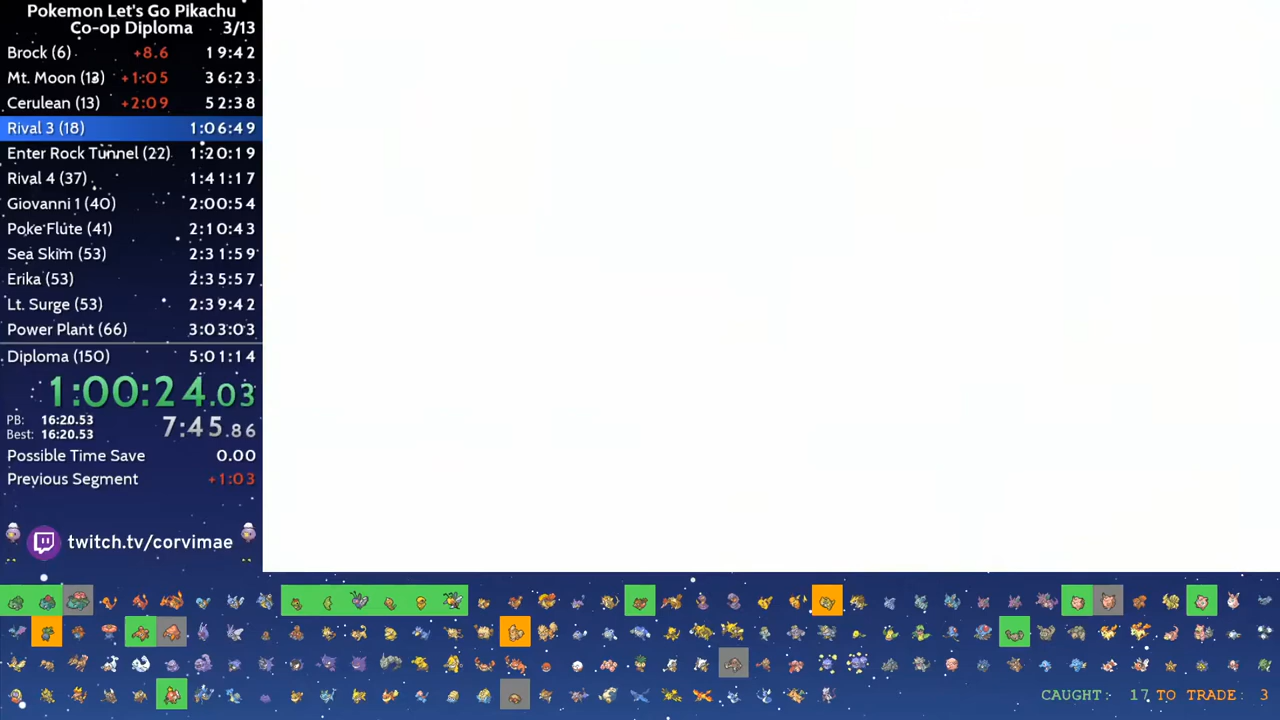 Pokemon Let's Go Pikachu
Co-op Diploma 3/13
Brock (6) +8.6 19:42
Mt. Moon (13) +1:05 36:23
Cerulean (13) +2:09 52:38
Rival 3 (18) 1:06:49
Enter Rock Tunnel (22) 1:20:19
Rival 4 (37) 1:41:17
Giovanni 1 (40) 2:00:54
Poke Flute (41) 2:10:43
Sea Skim (53) 2:31:59
Erika (53) 2:35:57
Lt. Surge (53) 2:39:42
Power Plant (66) 3:03:03
Diploma (150) 5:01:14
1:00:24.03
PB: 16:20.53
Best: 16:20.53
7:45.86
Possible Time Save 0.00
Previous Segment +1:03
twitch.tv/corvimae
CAUGHT: 17 TO TRADE: 3